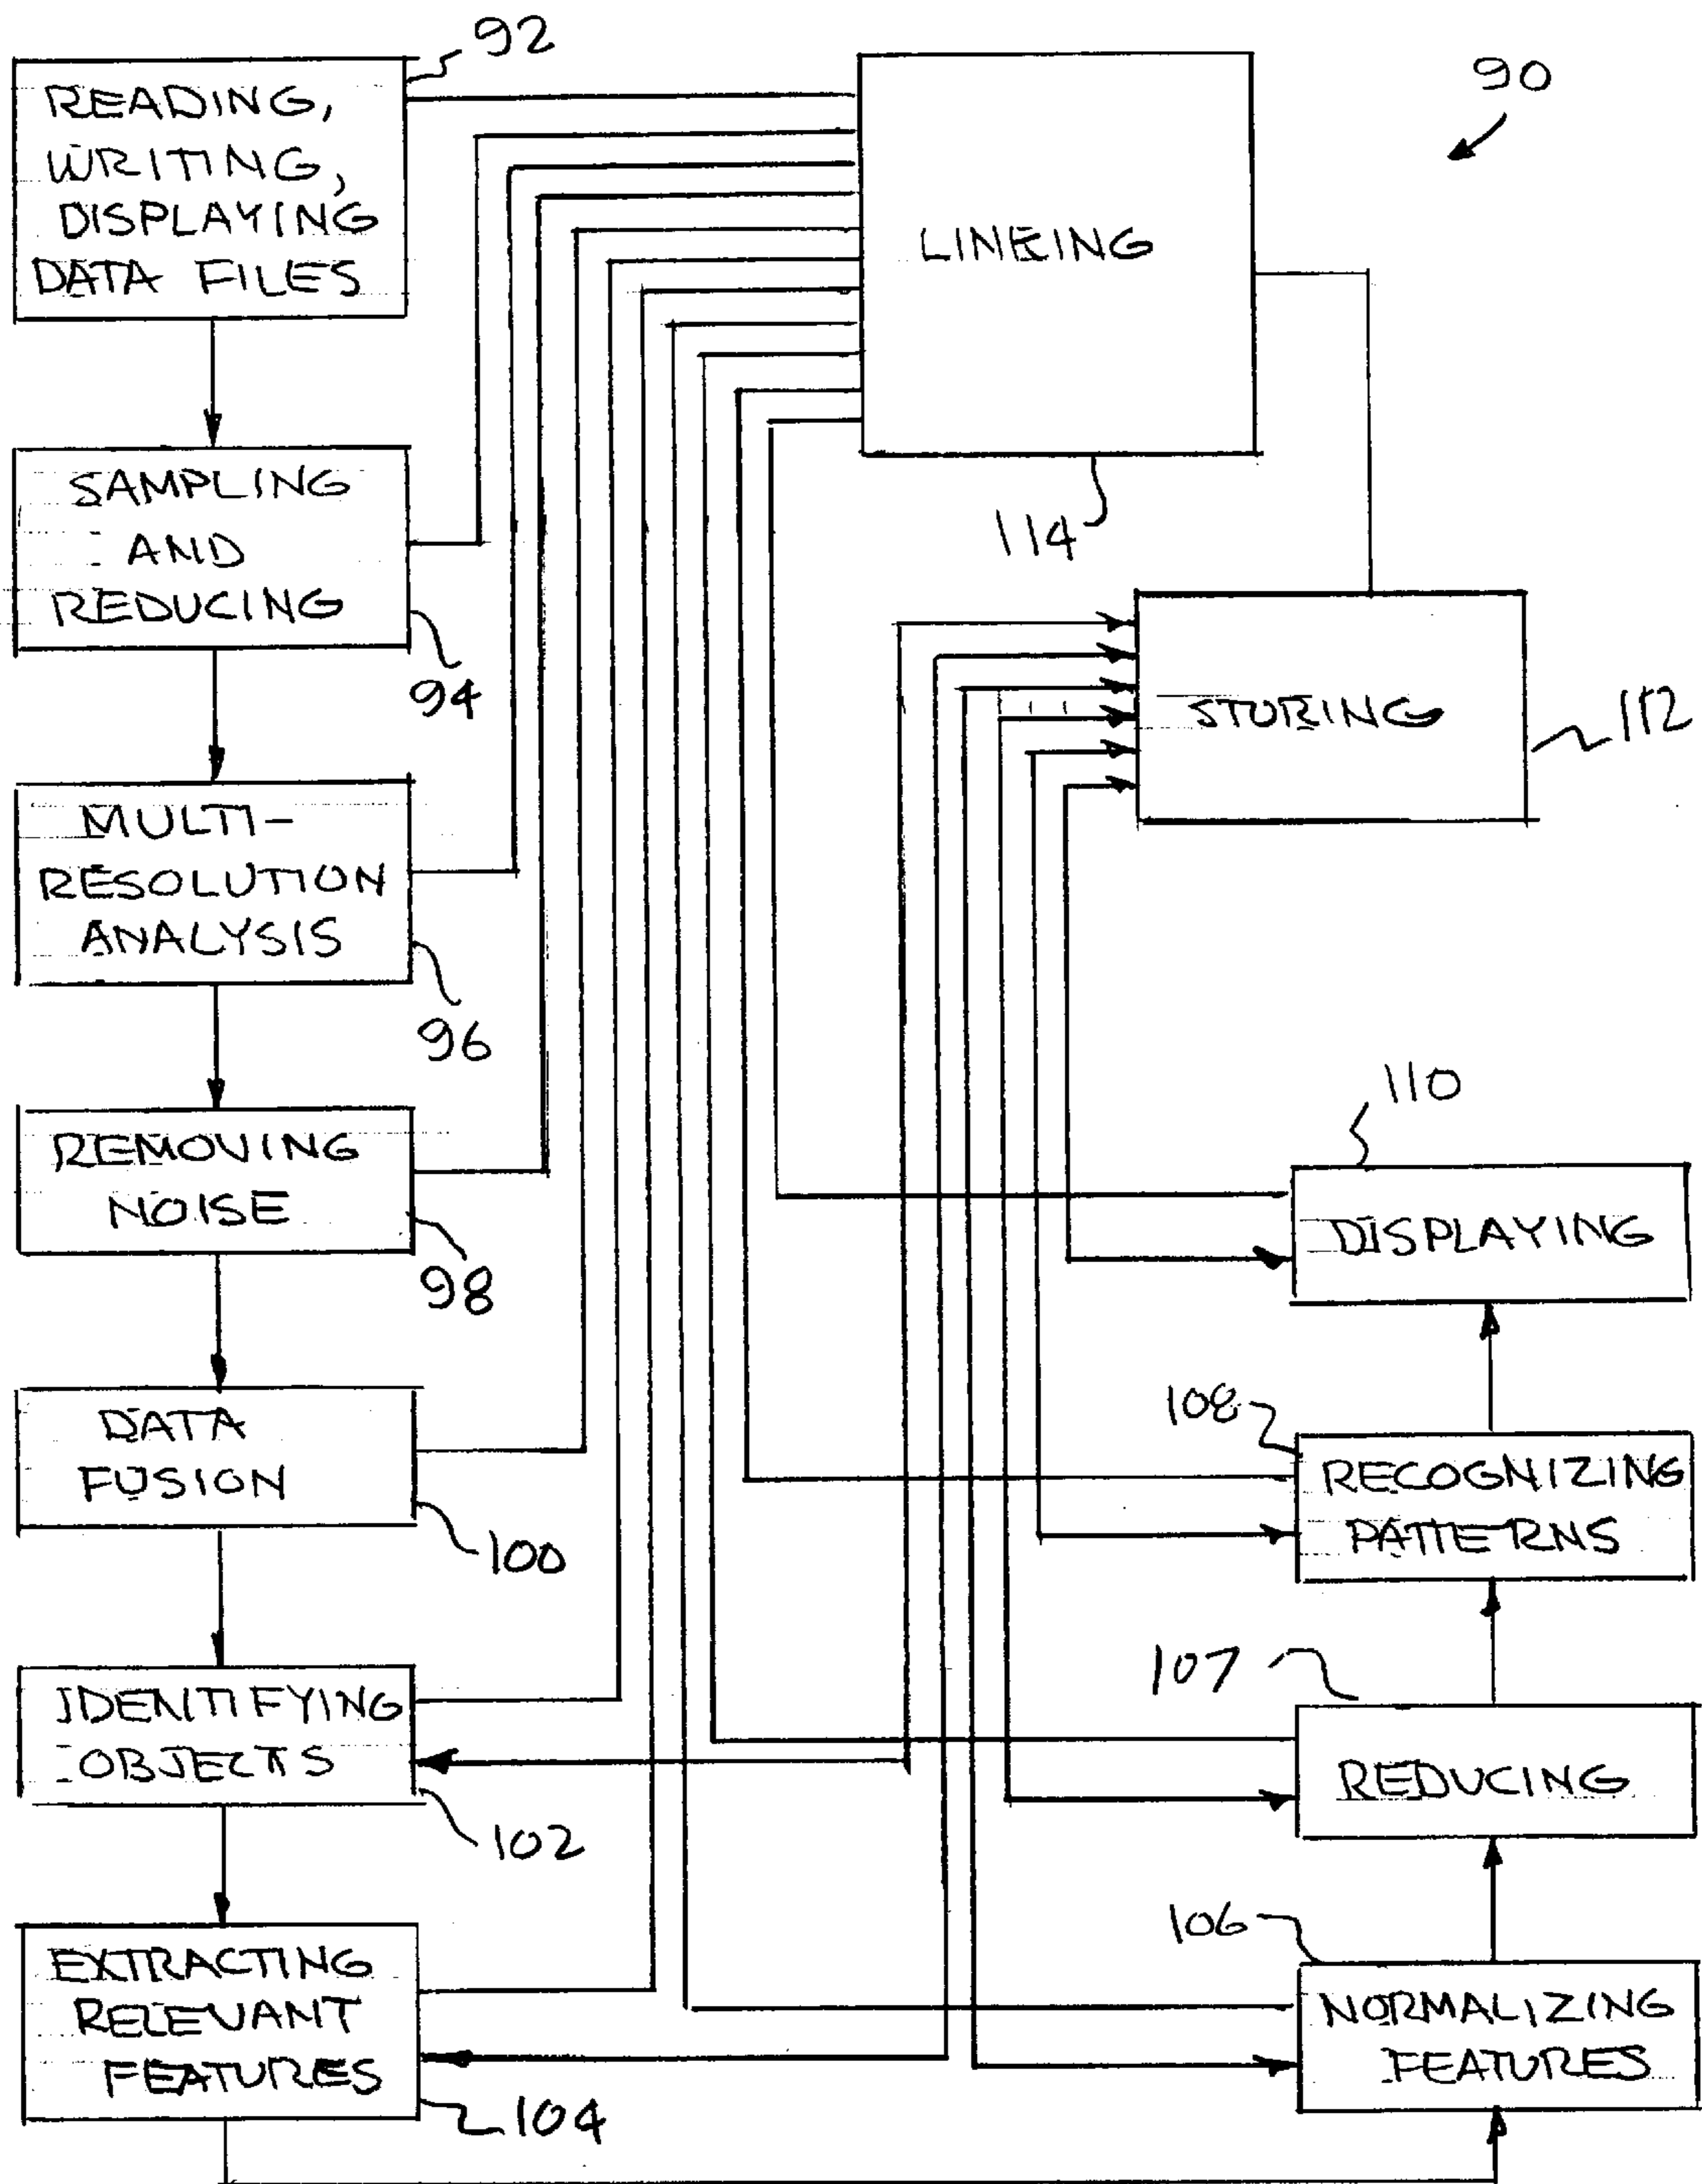 92
READING,
WRITING,
DISPLAYING
DATA FILES
90
LINKING
114
SAMPLING
AND
REDUCING
94
STORING
112
MULTI-
RESOLUTION
ANALYSIS
96
REMOVING
NOISE
98
110
DISPLAYING
DATA
FUSION
100
108
RECOGNIZING
PATTERNS
IDENTIFYING
OBJECTS
102
107
REDUCING
EXTRACTING
RELEVANT
FEATURES
104
106
NORMALIZING
FEATURES